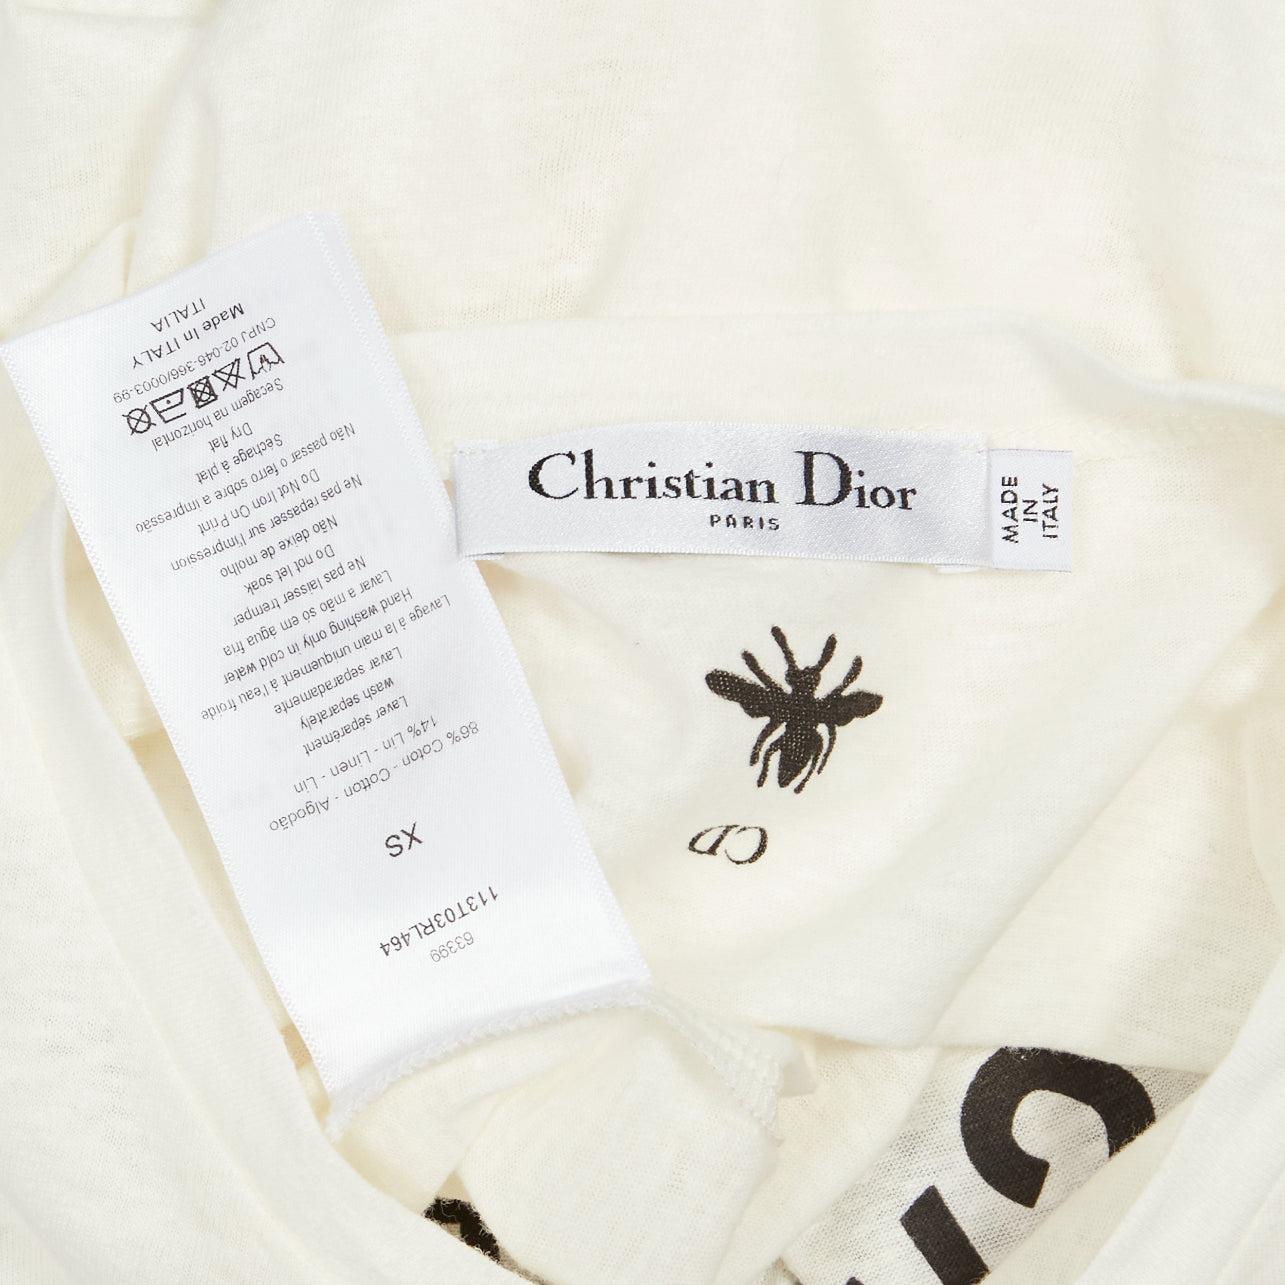 Christian Dior
PARIS
MADE
IN
ITALY
CD
63399
113T03RL464
XS
86% Coton - Cotton - Algodão
14% Lin - Linen - Lin
Laver séparément
wash separately
Lavar separadamente
Lavage à la main uniquement à l'eau froide
Hand washing only in cold water
Lavar a mão só em agua fria
Ne pas laisser tremper
Do not let soak
Não deixe de molho
Ne pas repasser sur l'impression
Do Not Iron On Print
Não passar o ferro sobre a impressão
Séchage à plat
Dry flat
Secagem na horizontal
CNPJ 02-046-366/0003-99
Made In ITALY
ITALIA